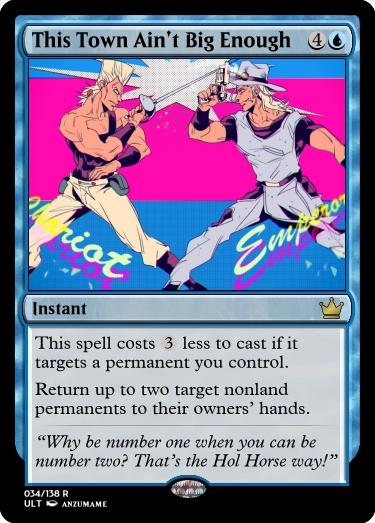 This Town Ain't Big Enough 4
Chariot
Chariot
Emperor
Emperor
Instant
This spell costs 3 less to cast if it
targets a permanent you control.
Return up to two target nonland
permanents to their owners' hands.
“Why be number one when you can be
number two? That's the Hol Horse way!”
034/138 R
ULT ANZUMAME